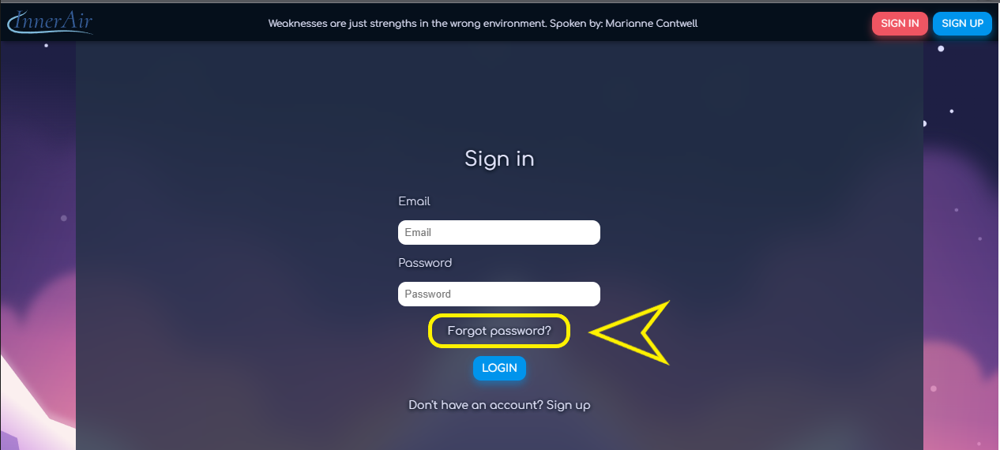 InnerAir
Weaknesses are just strengths in the wrong environment. Spoken by: Marianne Cantwell
SIGN IN
SIGN UP
Sign in
Email
Email
Password
Password
Forgot password?
LOGIN
Don't have an account? Sign up